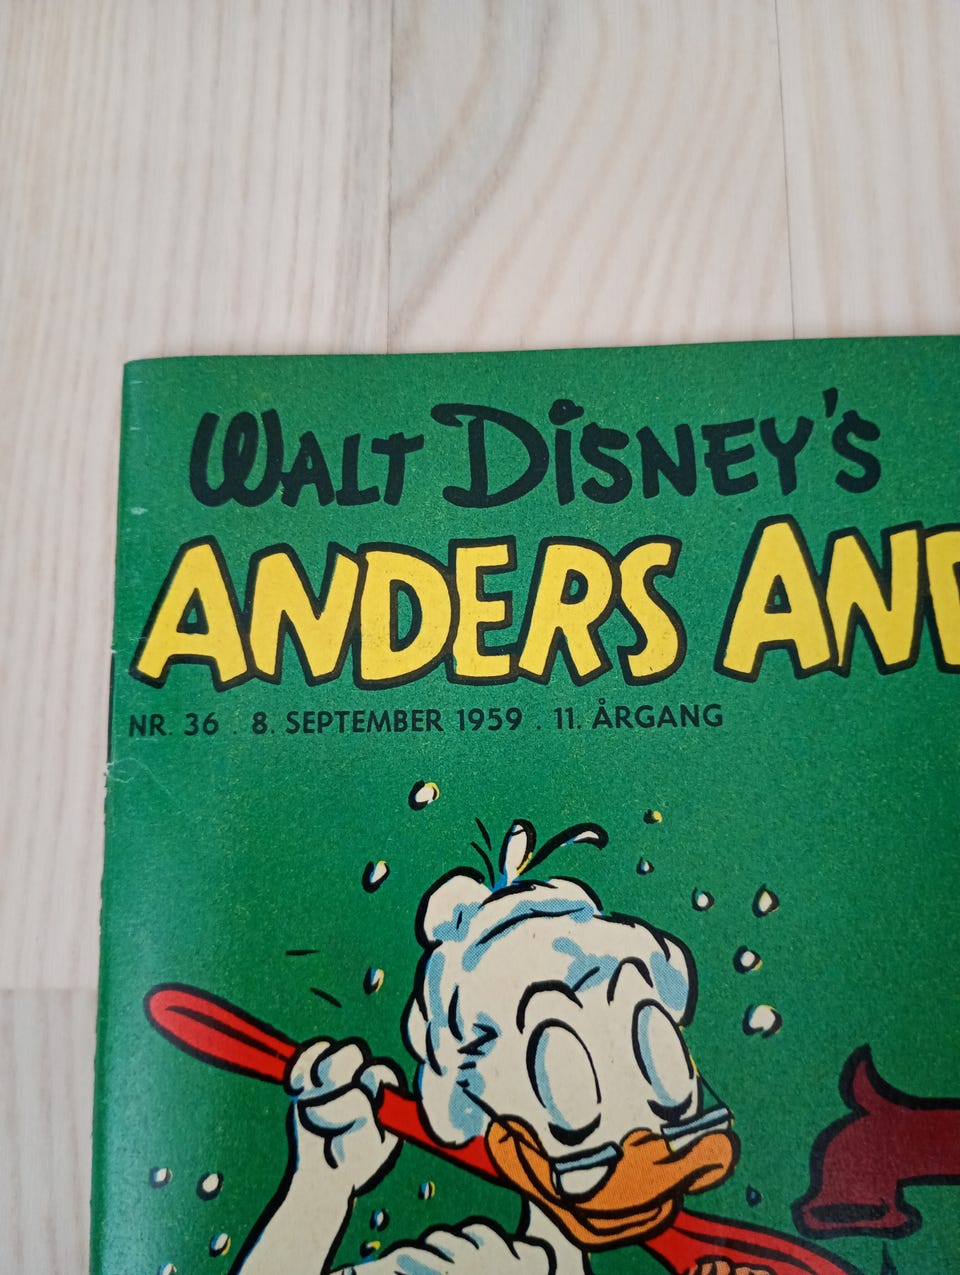 WALT DISNEY'S
ANDERS AND
NR. 36 . 8. SEPTEMBER 1959 . 11. ÅRGANG